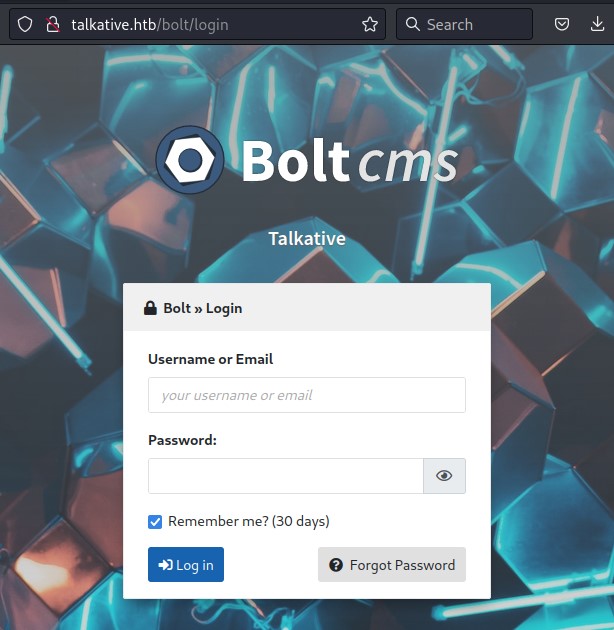 talkative.htb/bolt/login
Search
Bolt cms
Talkative
Bolt » Login
Username or Email
your username or email
Password:
Remember me? (30 days)
Log in
Forgot Password